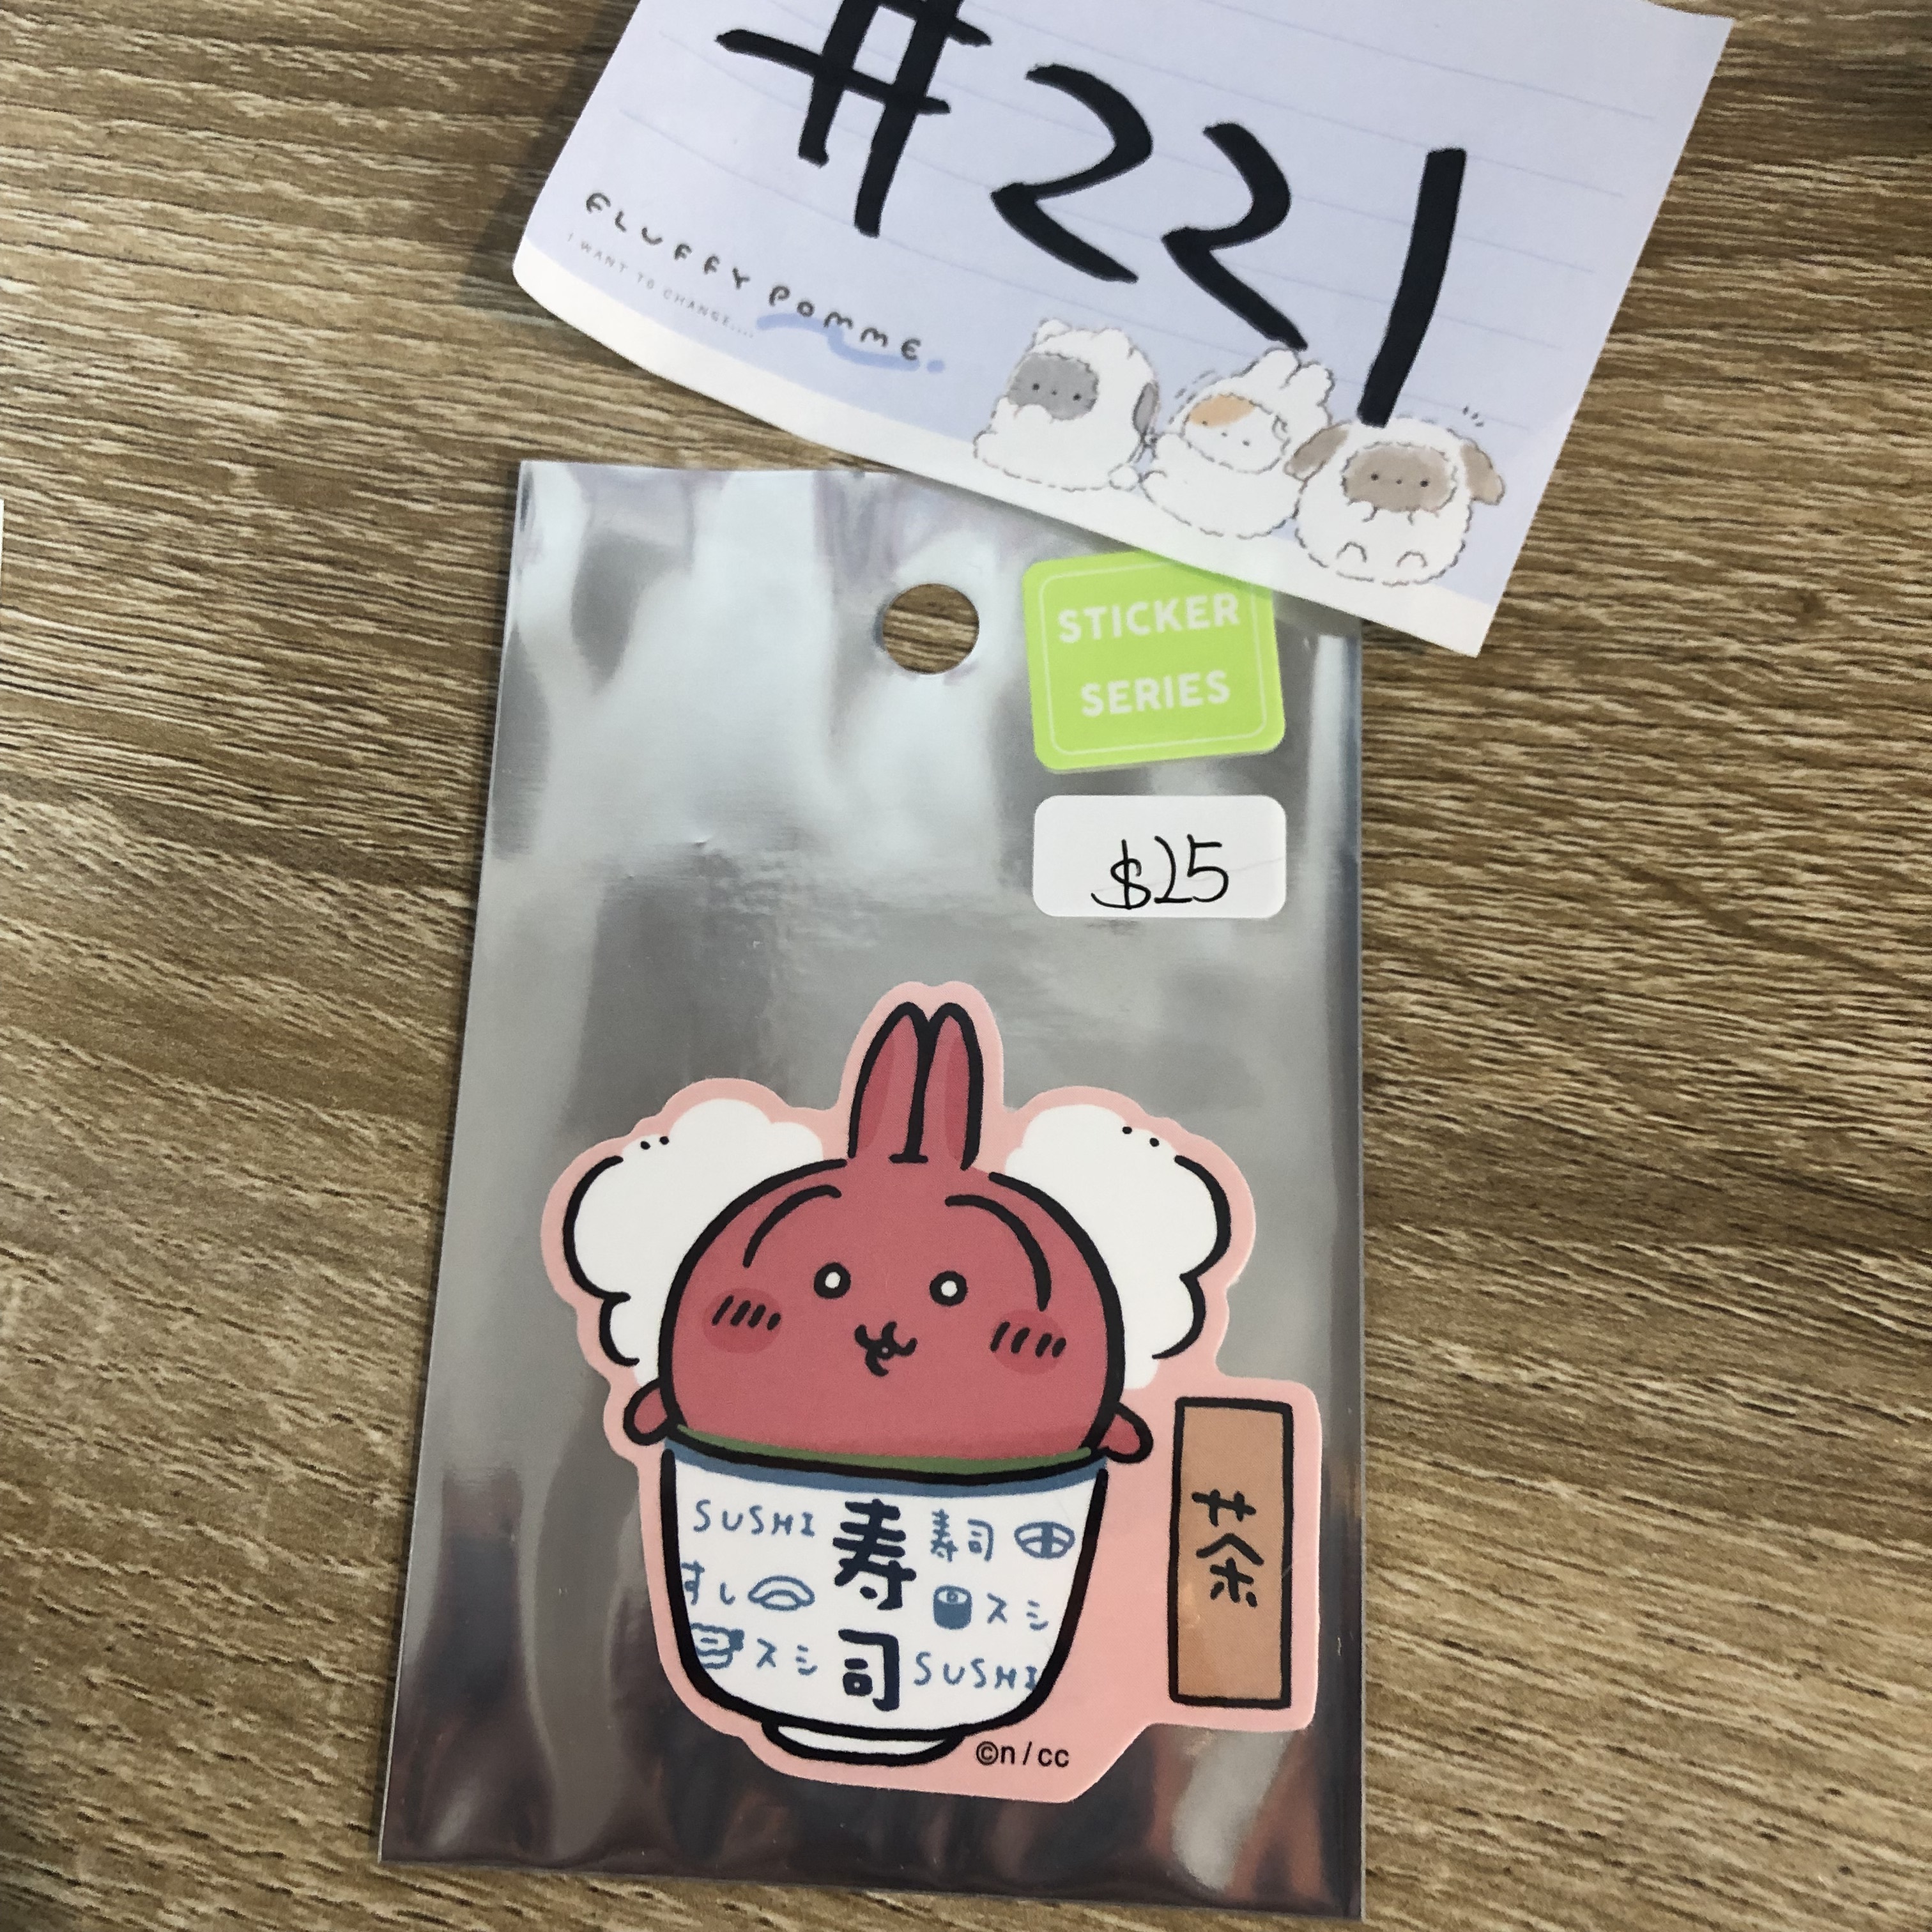 #221
FLUFFY POMME.
I WANT TO CHANGE....
STICKER
SERIES
$25
SUSHI 寿司 寿司
すし スシ
スシ SUSHI
茶
©n/cc